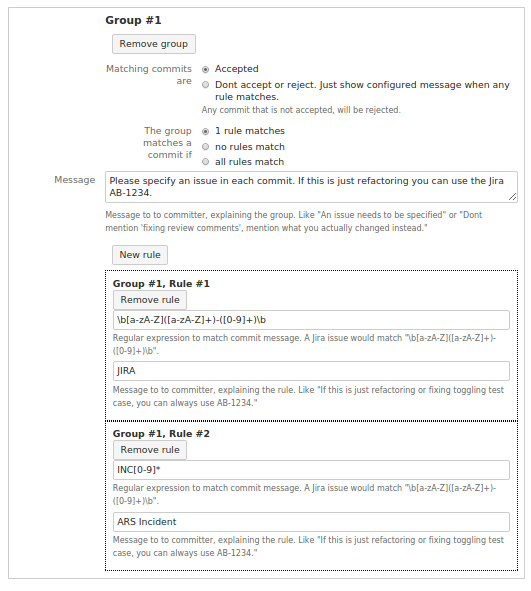 Group #1
Remove group
Matching commits
are
Accepted
Dont accept or reject. Just show configured message when any
rule matches.
Any commit that is not accepted, will be rejected.
The group
matches a
commit if
1 rule matches
no rules match
all rules match
Message
Please specify an issue in each commit. If this is just refactoring you can use the Jira
AB-1234.
Message to to committer, explaining the group. Like "An issue needs to be specified" or "Dont
mention 'fixing review comments', mention what you actually changed instead."
New rule
Group #1, Rule #1
Remove rule
\b[a-zA-Z]([a-zA-Z]+)-([0-9]+)\b
Regular expression to match commit message. A Jira issue would match "\b[a-zA-Z]([a-zA-Z]+)-
([0-9]+)\b".
JIRA
Message to to committer, explaining the rule. Like "If this is just refactoring or fixing toggling test
case, you can always use AB-1234."
Group #1, Rule #2
Remove rule
INC[0-9]*
Regular expression to match commit message. A Jira issue would match "\b[a-zA-Z]([a-zA-Z]+)-
([0-9]+)\b".
ARS Incident
Message to to committer, explaining the rule. Like "If this is just refactoring or fixing toggling test
case, you can always use AB-1234."